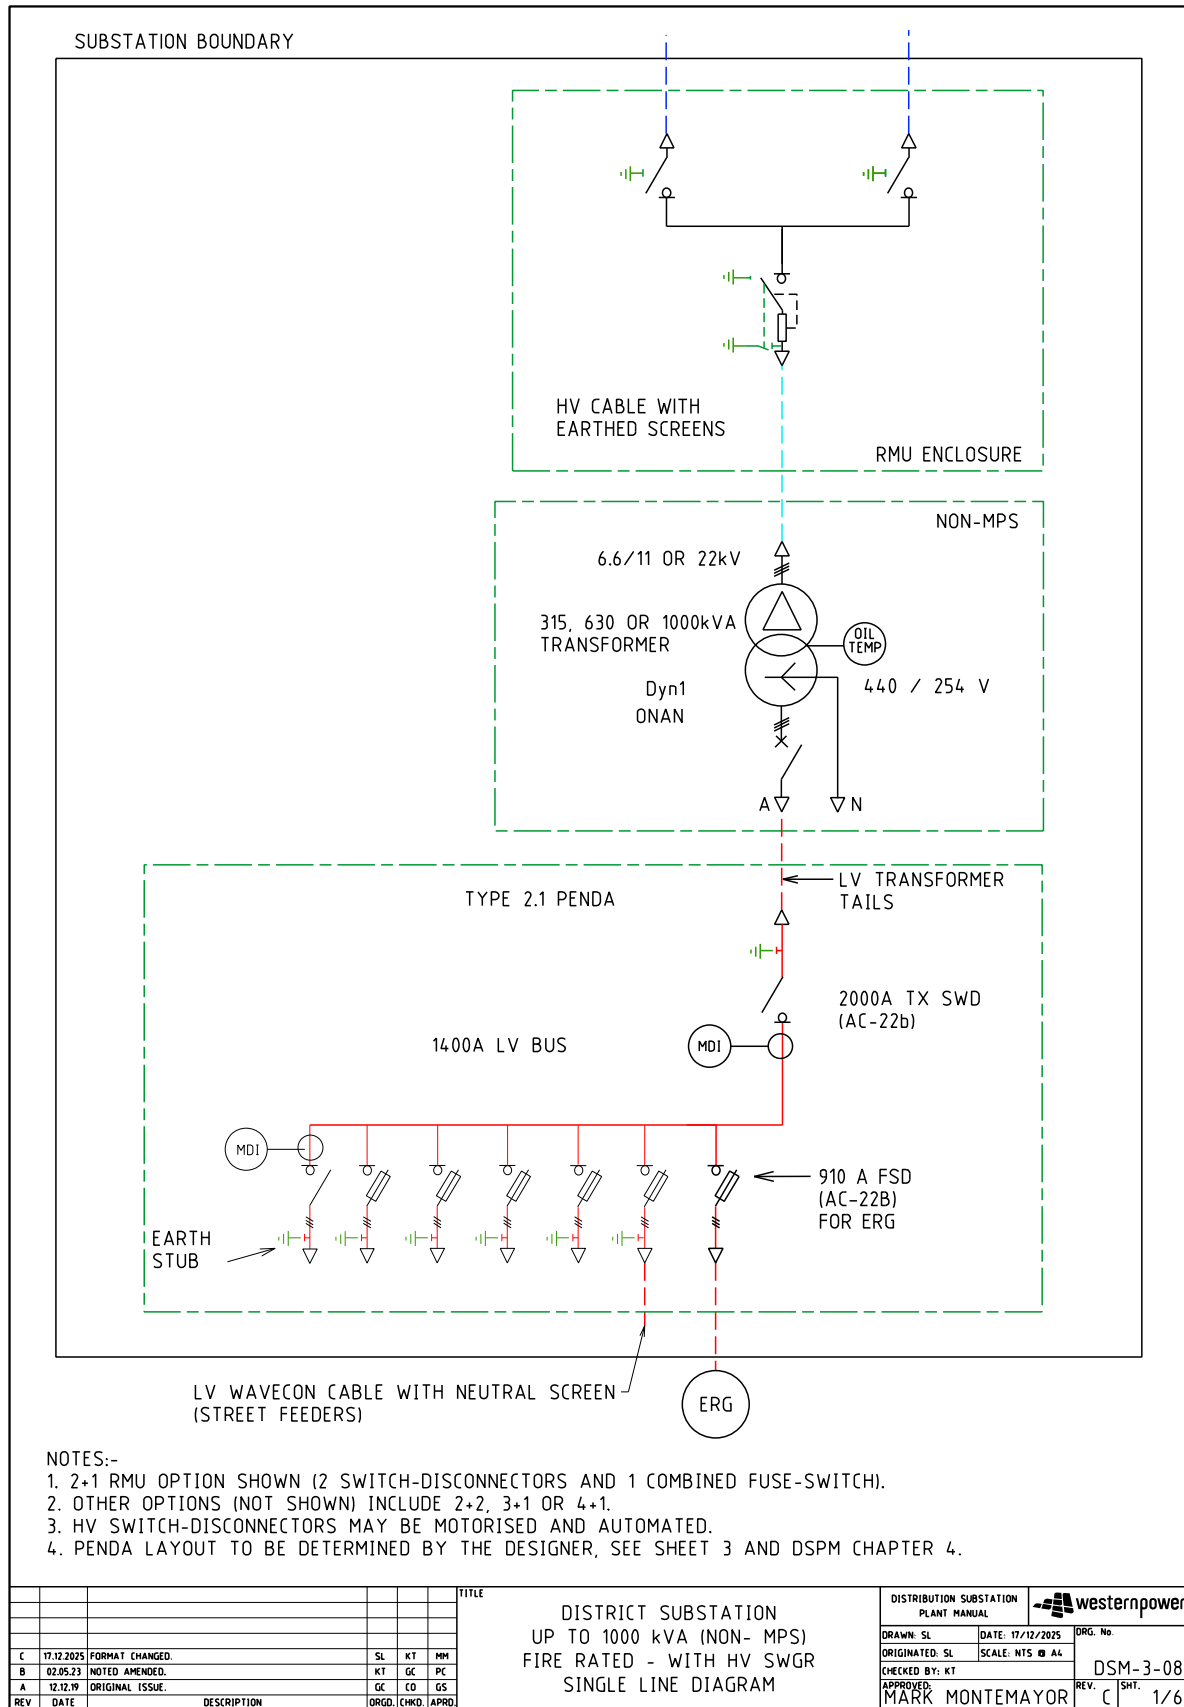 SUBSTATION BOUNDARY
HV CABLE WITH
EARTHED SCREENS
RMU ENCLOSURE
NON-MPS
6.6/11 OR 22kV
315, 630 OR 1000kVA
TRANSFORMER
OIL
TEMP
Dyn1
ONAN
440 / 254 V
A
N
LV TRANSFORMER
TAILS
TYPE 2.1 PENDA
2000A TX SWD
(AC-22b)
1400A LV BUS
MDI
MDI
910 A FSD
(AC-22B)
FOR ERG
EARTH
STUB
LV WAVECON CABLE WITH NEUTRAL SCREEN
(STREET FEEDERS)
ERG
NOTES:-
1. 2+1 RMU OPTION SHOWN (2 SWITCH-DISCONNECTORS AND 1 COMBINED FUSE-SWITCH).
2. OTHER OPTIONS (NOT SHOWN) INCLUDE 2+2, 3+1 OR 4+1.
3. HV SWITCH-DISCONNECTORS MAY BE MOTORISED AND AUTOMATED.
4. PENDA LAYOUT TO BE DETERMINED BY THE DESIGNER, SEE SHEET 3 AND DSPM CHAPTER 4.
C 17.12.2025 FORMAT CHANGED. SL KT MM
B 02.05.23 NOTED AMENDED. KT GC PC
A 12.12.19 ORIGINAL ISSUE. GC CO GS
REV DATE DESCRIPTION ORGD. CHKD. APRD.
TITLE
DISTRICT SUBSTATION
UP TO 1000 kVA (NON- MPS)
FIRE RATED - WITH HV SWGR
SINGLE LINE DIAGRAM
DISTRIBUTION SUBSTATION
PLANT MANUAL
westernpower
DRAWN: SL DATE: 17/12/2025
ORIGINATED: SL SCALE: NTS @ A4
CHECKED BY: KT
APPROVED:
MARK MONTEMAYOR
DRG. No.
DSM-3-08
REV. C SHT. 1/6